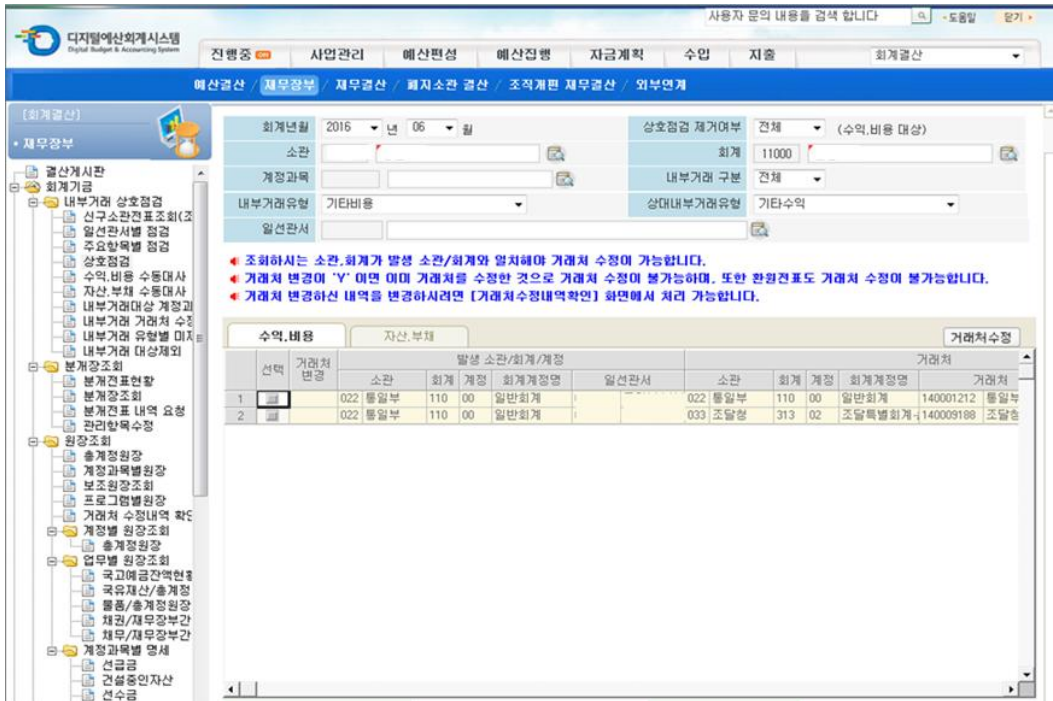 사용자 문의 내용을 검색 합니다 도움말 닫기
디지털예산회계시스템
Digital Budget & Accounting System
진행중 사업관리 예산편성 예산집행 자금계획 수입 지출 회계결산
예산결산 / 재무장부 / 재무결산 / 폐지소관 결산 / 조직개편 재무결산 / 외부연계
[회계결산]
재무장부
결산게시판
회계기금
내부거래 상호점검
신구소관전표조회(조
일선관서별 점검
주요항목별 점검
상호점검
수익.비용 수동대사
자산.부채 수동대사
내부거래대상 계정과
내부거래 거래처 수정
내부거래 유형별 미제
내부거래 대상제외
분개장조회
분개전표현황
분개장조회
분개전표 내역 요청
관리항목수정
원장조회
총계정원장
계정과목별원장
보조원장조회
프로그램별원장
거래처 수정내역 확인
계정별 원장조회
총계정원장
업무별 원장조회
국고예금잔액현황
국유재산/총계정
물품/총계정원장
채권/재무장부간
채무/재무장부간
계정과목별 명세
선급금
건설중인자산
선수금
회계년월 2016 년 06 월 상호점검 제거여부 전체 (수익,비용 대상)
소관 회계 11000
계정과목 내부거래 구분 전체
내부거래유형 기타비용 상대내부거래유형 기타수익
일선관서
조회하시는 소관,회계가 발생 소관/회계와 일치해야 거래처 수정이 가능합니다.
거래처 변경이 'Y' 이면 이미 거래처를 수정한 것으로 거래처 수정이 불가능하며, 또한 환원전표도 거래처 수정이 불가능합니다.
거래처 변경하신 내역을 변경하시려면 [거래처수정내역확인] 화면에서 처리 가능합니다.
수익,비용 자산,부채 거래처수정
선택 거래처 변경 발생 소관/회계/계정 거래처
소관 회계 계정 회계계정명 일선관서 소관 회계 계정 회계계정명 거래처
1 022 통일부 110 00 일반회계 022 통일부 110 00 일반회계 140001212 통일부
2 022 통일부 110 00 일반회계 033 조달청 313 02 조달특별회계- 140009188 조달청